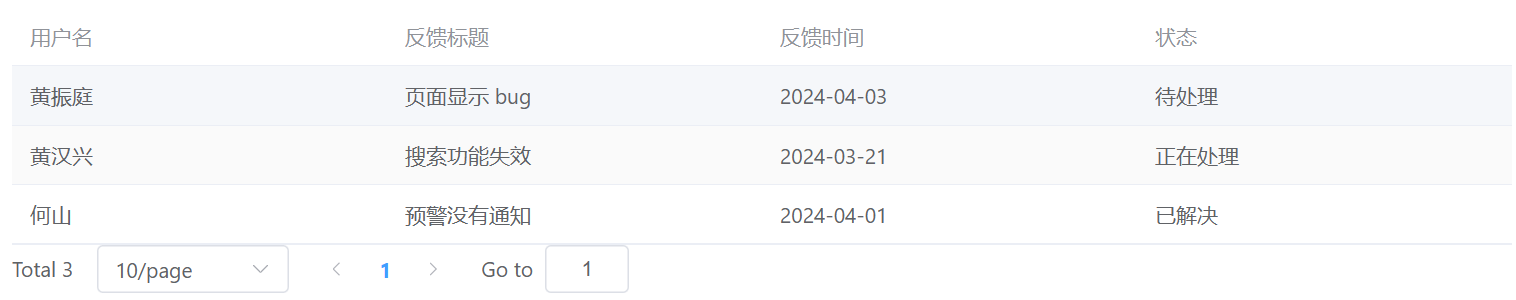 用户名 反馈标题 反馈时间 状态
黄振庭 页面显示 bug 2024-04-03 待处理
黄汉兴 搜索功能失效 2024-03-21 正在处理
何山 预警没有通知 2024-04-01 已解决
Total 3 10/page 1 Go to 1